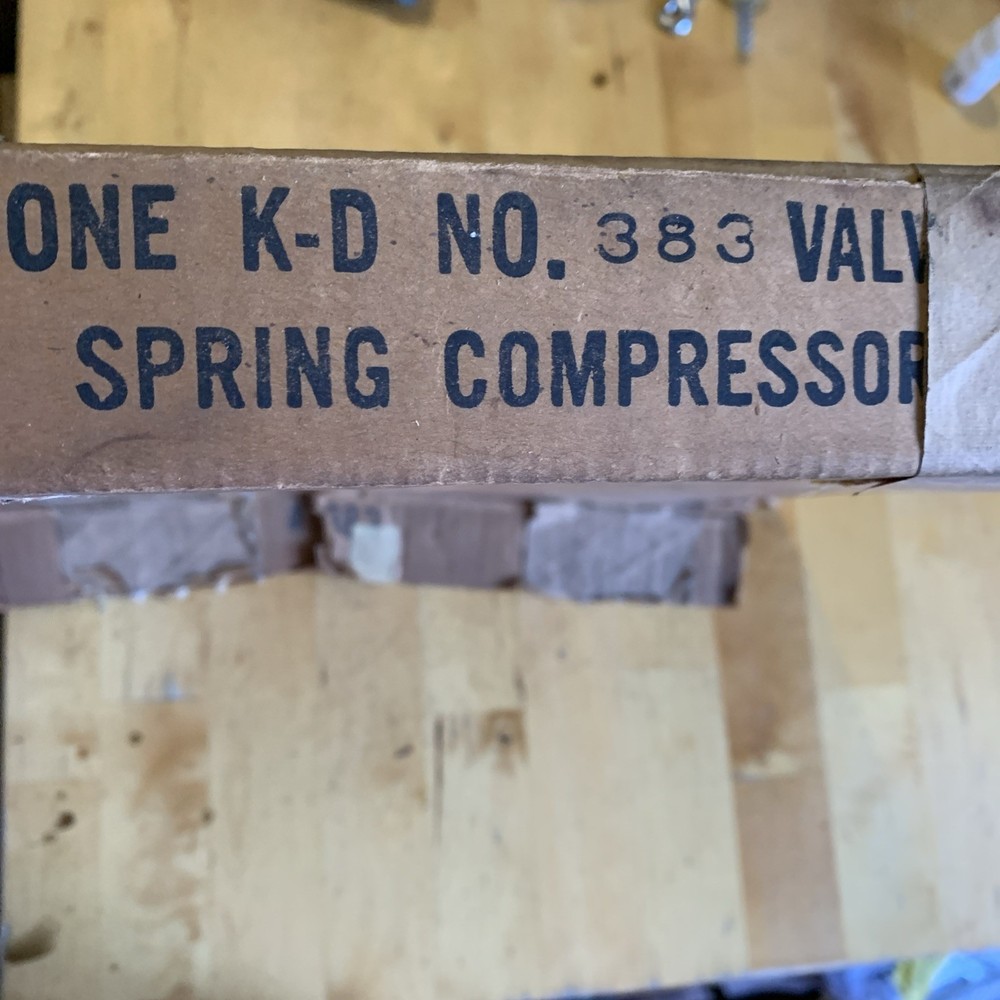 ONE K-D NO. 383 VALV
SPRING COMPRESSOR